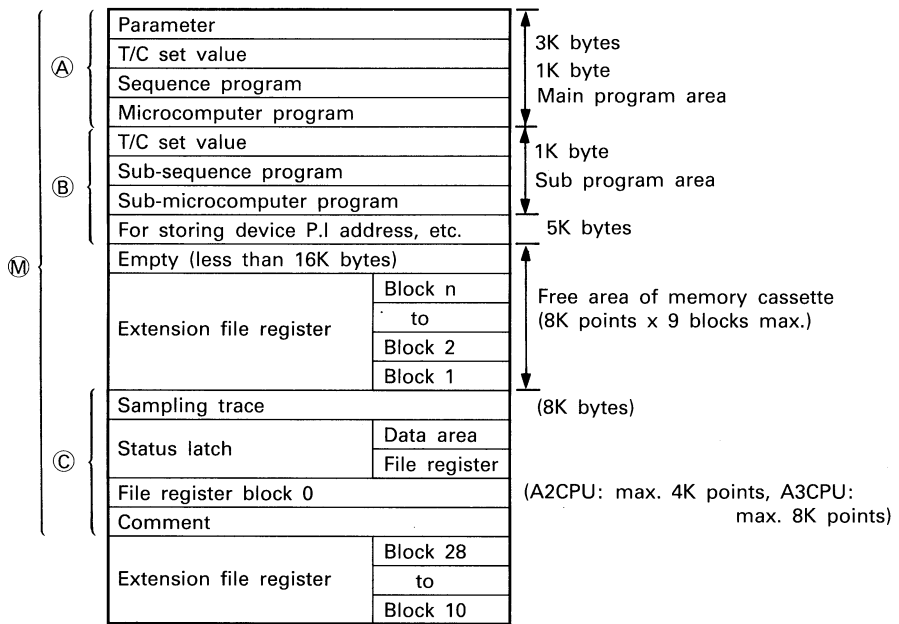 Parameter
3K bytes
T/C set value
1K byte
Ⓐ
Sequence program
Main program area
Microcomputer program
T/C set value
1K byte
Sub-sequence program
Sub program area
Ⓑ
Sub-microcomputer program
For storing device P.I address, etc.
5K bytes
Ⓜ
Empty (less than 16K bytes)
Block n
Free area of memory cassette
to
(8K points x 9 blocks max.)
Extension file register
Block 2
Block 1
Sampling trace
(8K bytes)
Status latch
Data area
Ⓒ
File register
File register block 0
(A2CPU: max. 4K points, A3CPU:
max. 8K points)
Comment
Block 28
Extension file register
to
Block 10